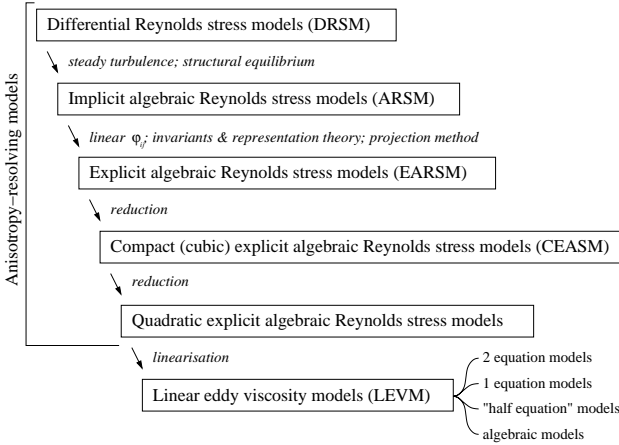 Differential Reynolds stress models (DRSM)
steady turbulence; structural equilibrium
Implicit algebraic Reynolds stress models (ARSM)
linear φij; invariants & representation theory; projection method
Explicit algebraic Reynolds stress models (EARSM)
reduction
Compact (cubic) explicit algebraic Reynolds stress models (CEASM)
reduction
Quadratic explicit algebraic Reynolds stress models
linearisation
Linear eddy viscosity models (LEVM)
2 equation models
1 equation models
"half equation" models
algebraic models
Anisotropy-resolving models